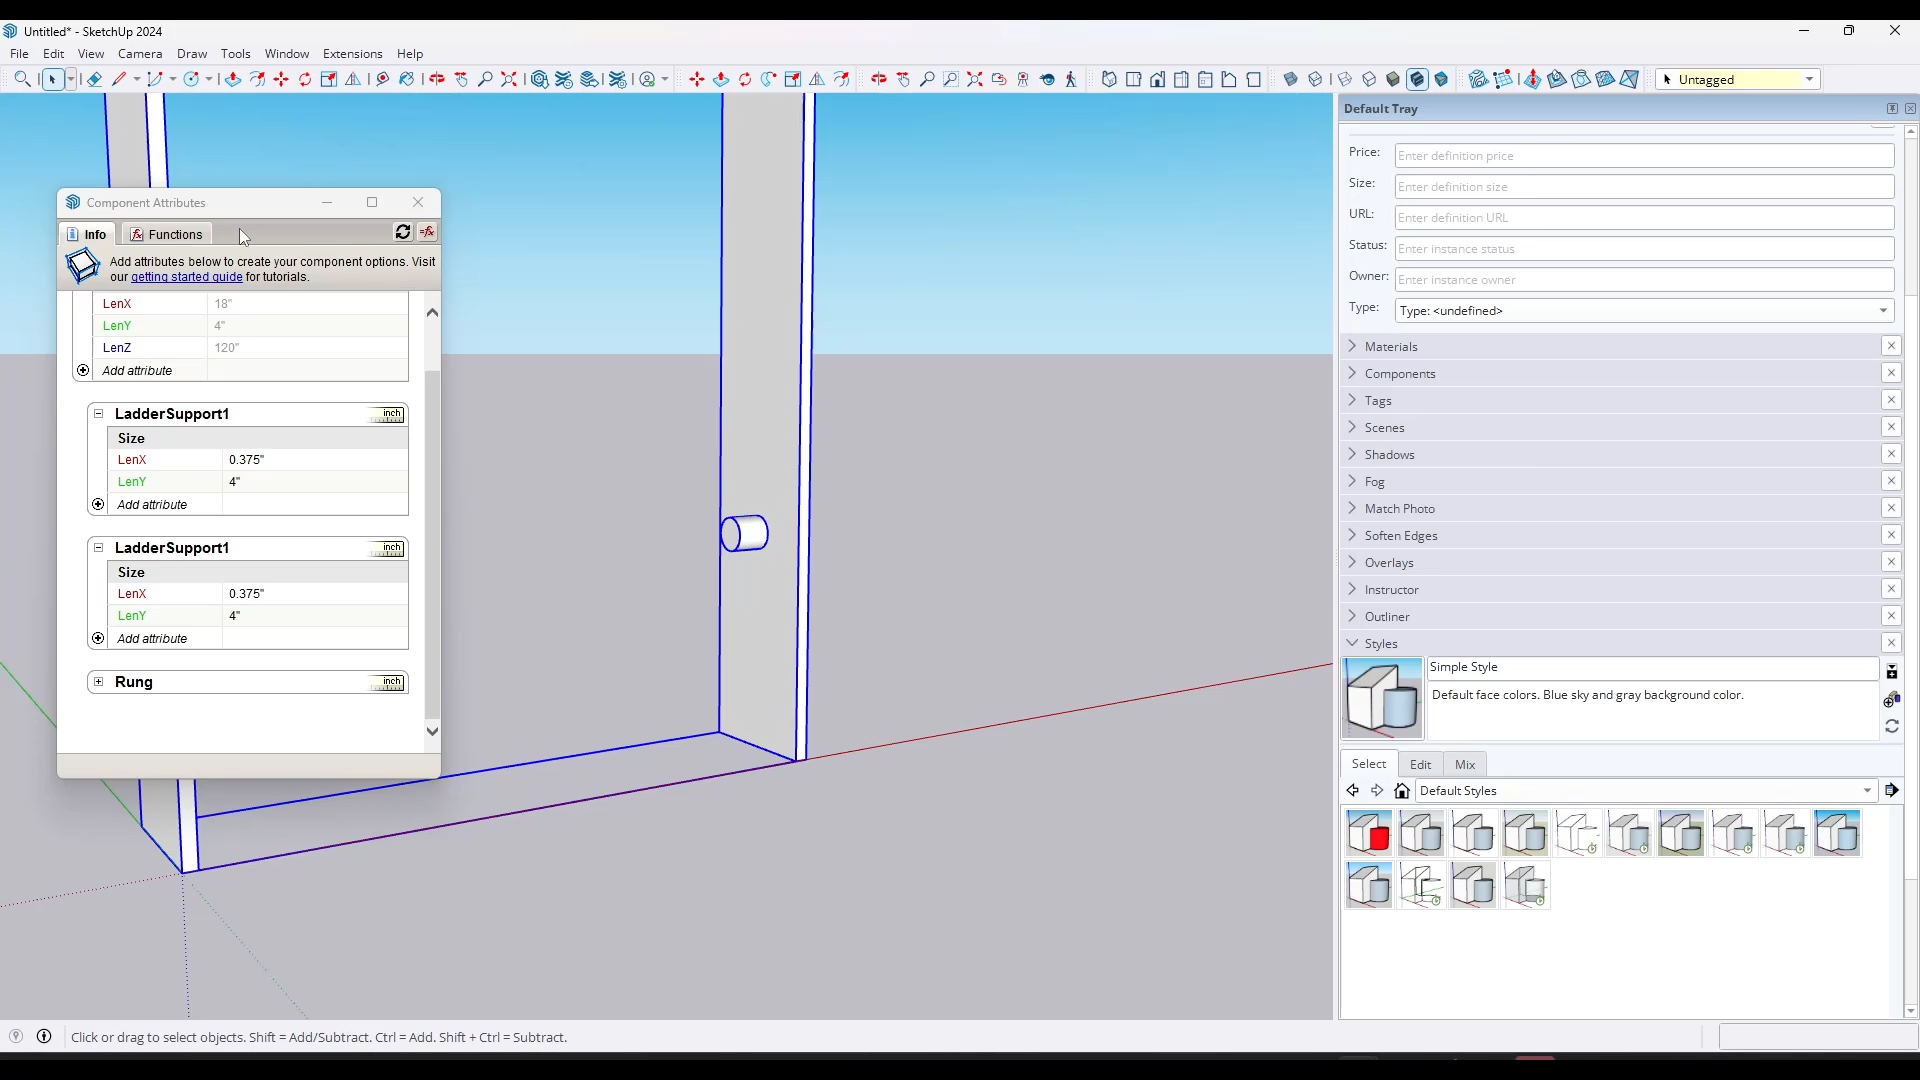 Untitled* - SketchUp 2024
File Edit View Camera Draw Tools Window Extensions Help
Untagged
Default Tray
Price: Enter definition price
Size: Enter definition size
URL: Enter definition URL
Status: Enter instance status
Owner: Enter instance owner
Type: Type: <undefined>
Materials
Components
Tags
Scenes
Shadows
Fog
Match Photo
Soften Edges
Overlays
Instructor
Outliner
Styles
Simple Style
Default face colors. Blue sky and gray background color.
Select Edit Mix
Default Styles
Component Attributes
Info Functions
Add attributes below to create your component options. Visit
our getting started guide for tutorials.
LenX 18"
LenY 4"
LenZ 120"
Add attribute
LadderSupport1 inch
Size
LenX 0.375"
LenY 4"
Add attribute
LadderSupport1 inch
Size
LenX 0.375"
LenY 4"
Add attribute
Rung inch
Click or drag to select objects. Shift = Add/Subtract. Ctrl = Add. Shift + Ctrl = Subtract.